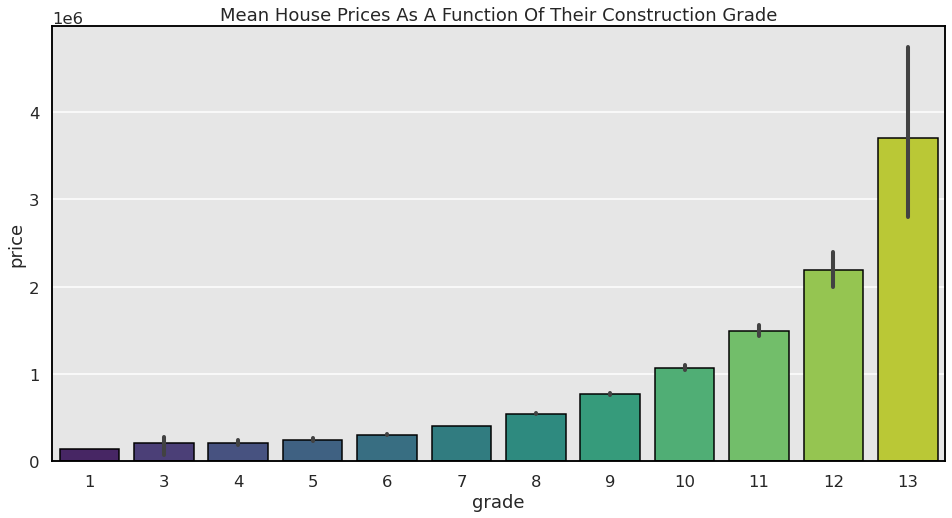 Mean House Prices As A Function Of Their Construction Grade
1e6
4
3
2
1
0
price
1 3 4 5 6 7 8 9 10 11 12 13
grade